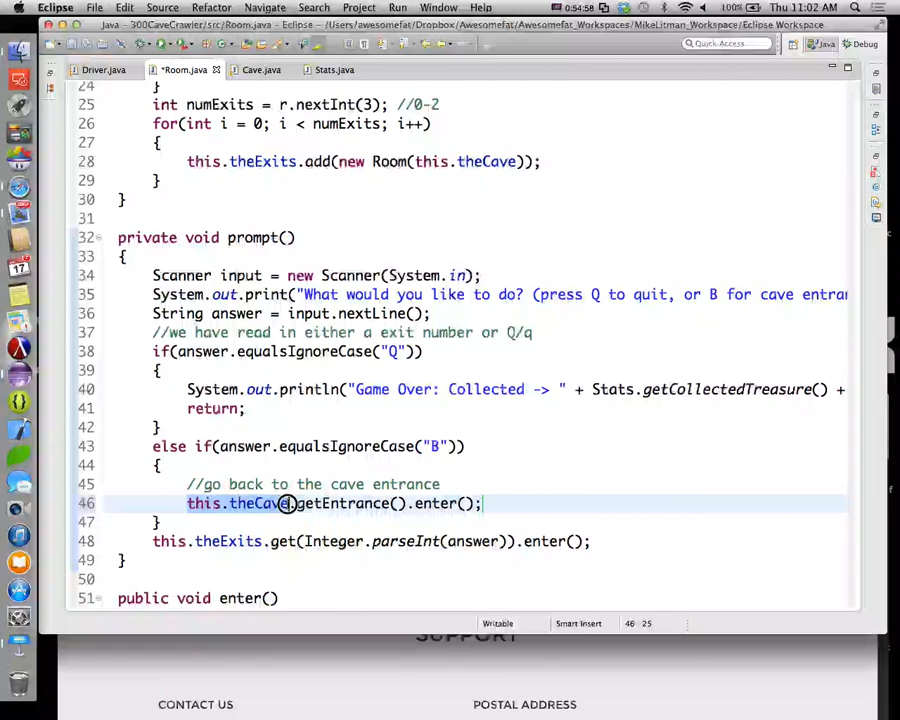 Eclipse File Edit Source Refactor Navigate Search Project Run Window Help 0:54:58 100% Thu 11:02 AM
300CaveCrawler/src/Room.java - Eclipse - /Users/awesomefat/Dropbox/Awesomefat_Workspaces/MikeLitman_Workspace/Eclipse Workspace
Quick Access Java Debug
Driver.java *Room.java Cave.java Stats.java
24 }
25 int numExits = r.nextInt(3); //0-2
26 for(int i = 0; i < numExits; i++)
27 {
28 this.theExits.add(new Room(this.theCave));
29 }
30 }
31
32 private void prompt()
33 {
34 Scanner input = new Scanner(System.in);
35 System.out.print("What would you like to do? (press Q to quit, or B for cave entran
36 String answer = input.nextLine();
37 //we have read in either a exit number or Q/q
38 if(answer.equalsIgnoreCase("Q"))
39 {
40 System.out.println("Game Over: Collected -> " + Stats.getCollectedTreasure() +
41 return;
42 }
43 else if(answer.equalsIgnoreCase("B"))
44 {
45 //go back to the cave entrance
46 this.theCave.getEntrance().enter();
47 }
48 this.theExits.get(Integer.parseInt(answer)).enter();
49 }
50
51 public void enter()
Writable Smart Insert 46 : 25
SUPPORT
CONTACT US POSTAL ADDRESS
17